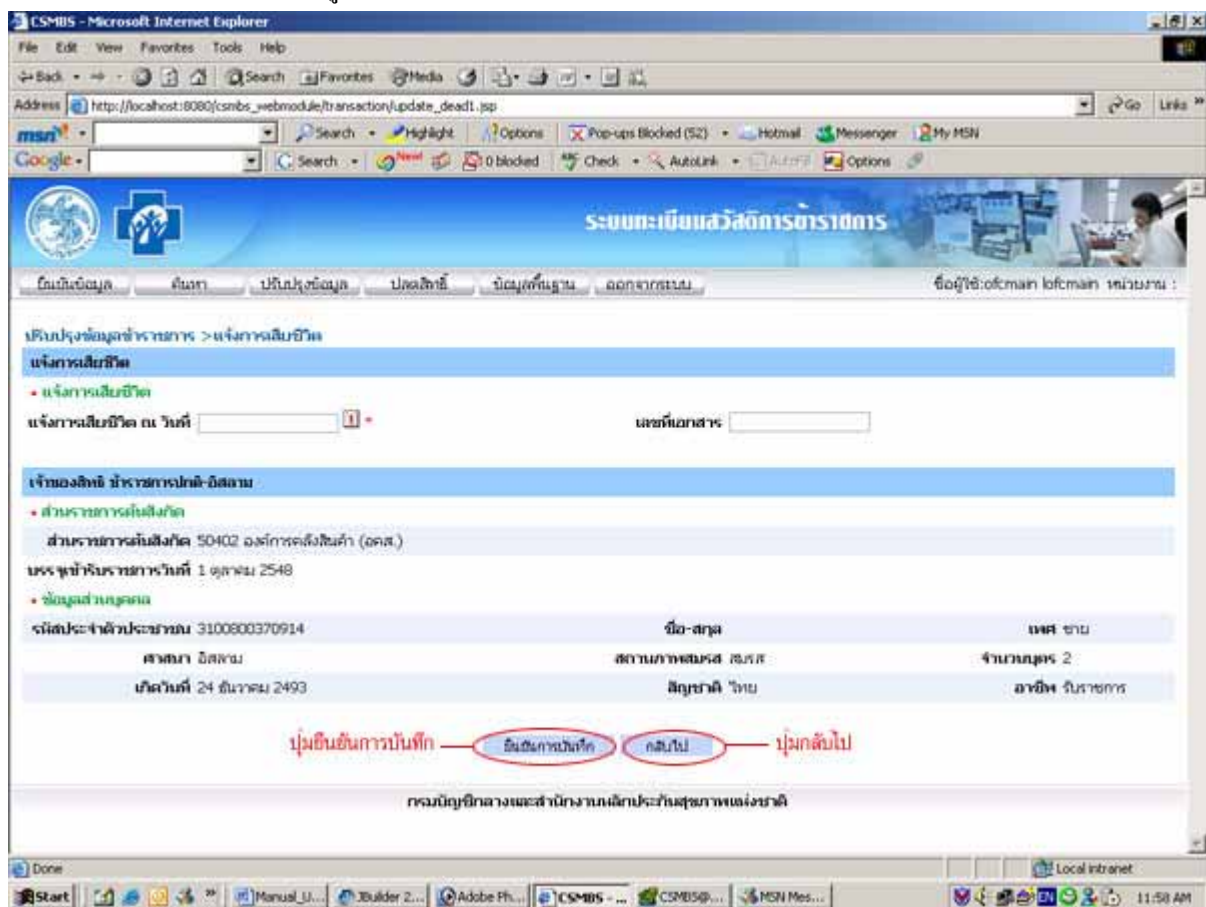 CSMBS - Microsoft Internet Explorer
File Edit View Favorites Tools Help
Back Search Favorites Media
Address http://localhost:8080/csmbs_webmodule/transaction/update_dead1.jsp Go Links »
msn Search Highlight Options Pop-ups Blocked (52) Hotmail Messenger My MSN
Google Search New! 0 blocked Check AutoLink AutoFill Options
ระบบทะเบียนสวัสดิการข้าราชการ
ยืนยันข้อมูล ค้นหา ปรับปรุงข้อมูล ปลดสิทธิ์ ข้อมูลพื้นฐาน ออกจากระบบ ชื่อผู้ใช้:ofcmain lofcmain หน่วยงาน :
ปรับปรุงข้อมูลข้าราชการ >แจ้งการเสียชีวิต
แจ้งการเสียชีวิต
• แจ้งการเสียชีวิต
แจ้งการเสียชีวิต ณ วันที่ * เลขที่เอกสาร
เจ้าของสิทธิ ข้าราชการปกติ-อิสลาม
• ส่วนราชการต้นสังกัด
ส่วนราชการต้นสังกัด 50402 องค์การคลังสินค้า (อคส.)
บรรจุเข้ารับราชการวันที่ 1 ตุลาคม 2548
• ข้อมูลส่วนบุคคล
รหัสประจำตัวประชาชน 3100800370914 ชื่อ-สกุล เพศ ชาย
ศาสนา อิสลาม สถานภาพสมรส สมรส จำนวนบุตร 2
เกิดวันที่ 24 ธันวาคม 2493 สัญชาติ ไทย อาชีพ รับราชการ
ปุ่มยืนยันการบันทึก ยืนยันการบันทึก กลับไป ปุ่มกลับไป
กรมบัญชีกลางและสำนักงานหลักประกันสุขภาพแห่งชาติ
Done Local intranet
Start » Manual_U... JBuilder 2... Adobe Ph... CSMBS - ... CSMBS@... MSN Mes... EN 11:58 AM